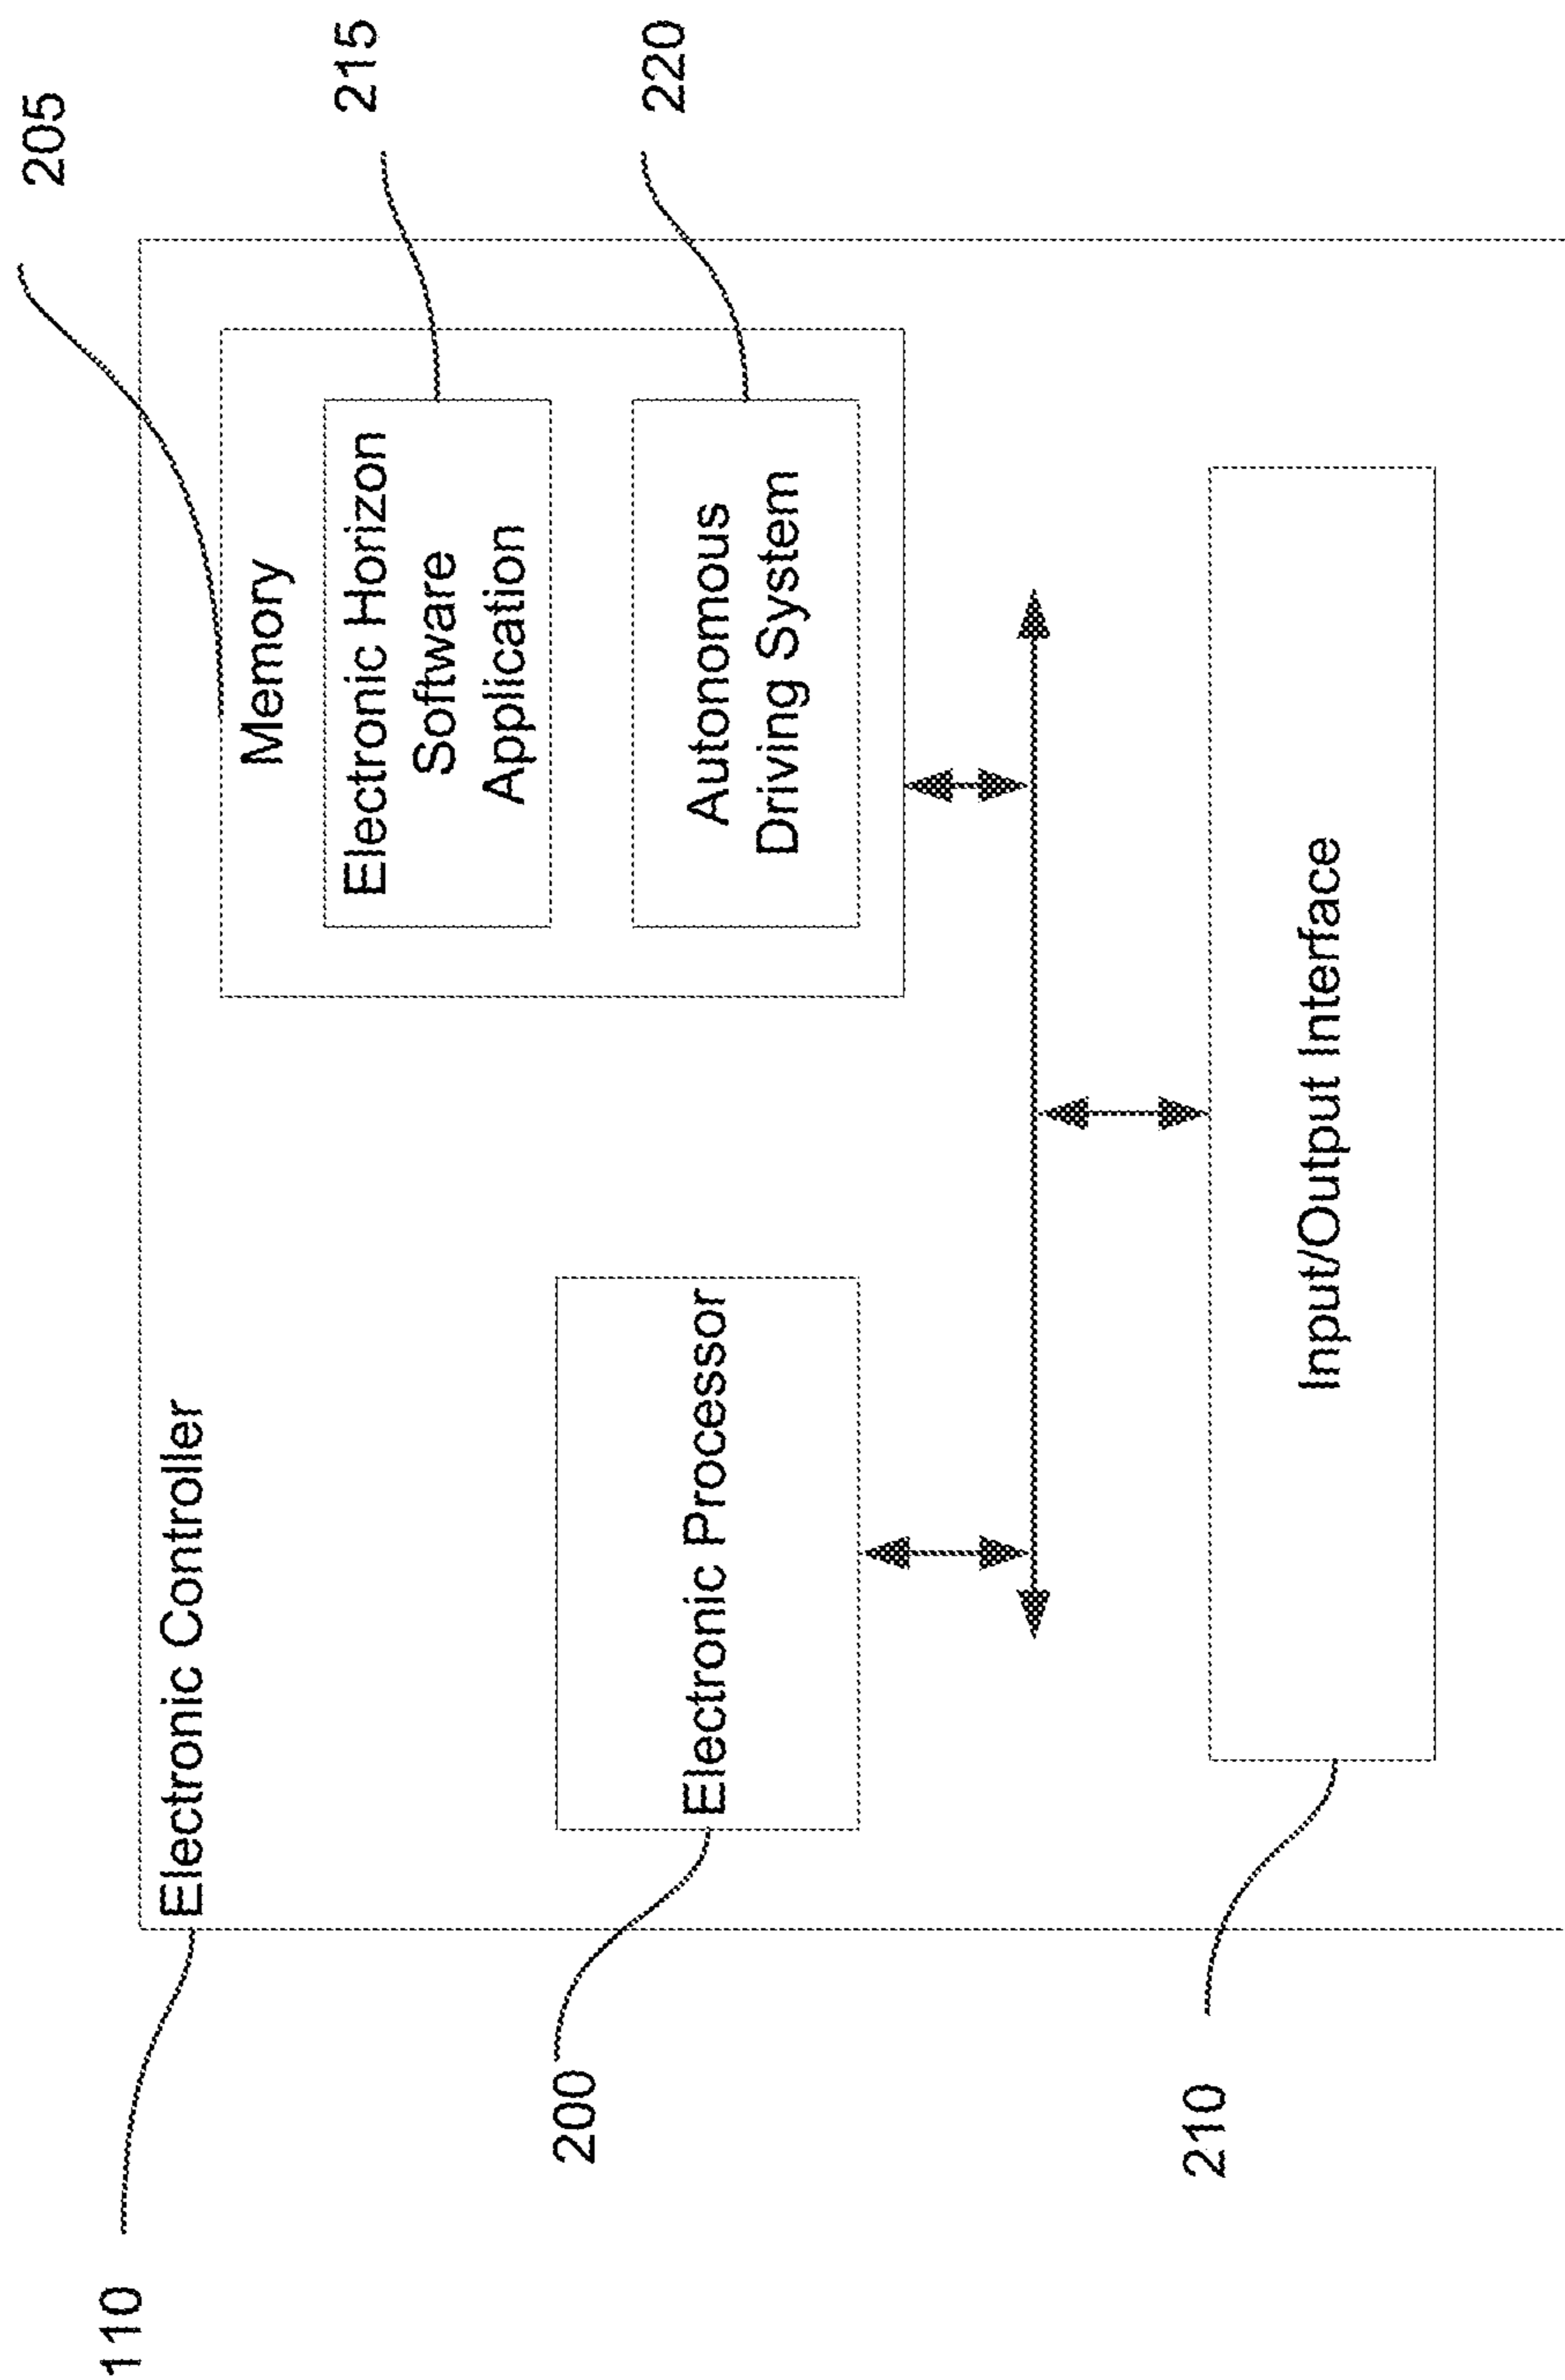 205
110
Electronic Controller
Memory
215
Electronic Horizon
Software
Application
200
Electronic Processor
220
Autonomous
Driving System
210
Input/Output Interface